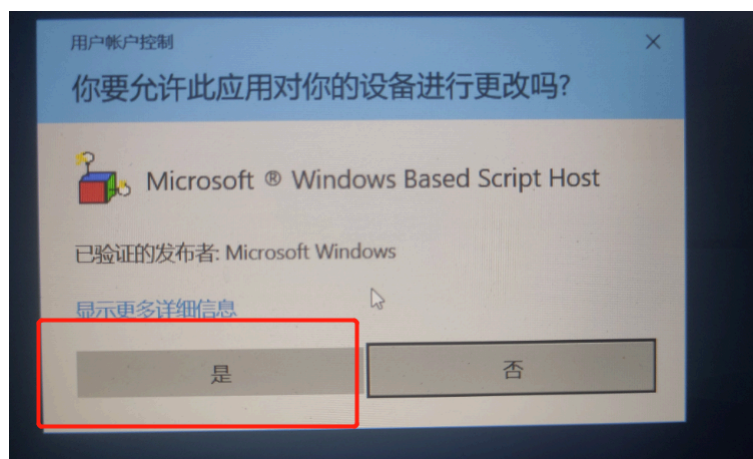 用户帐户控制
你要允许此应用对你的设备进行更改吗?
Microsoft ® Windows Based Script Host
已验证的发布者: Microsoft Windows
显示更多详细信息
是
否